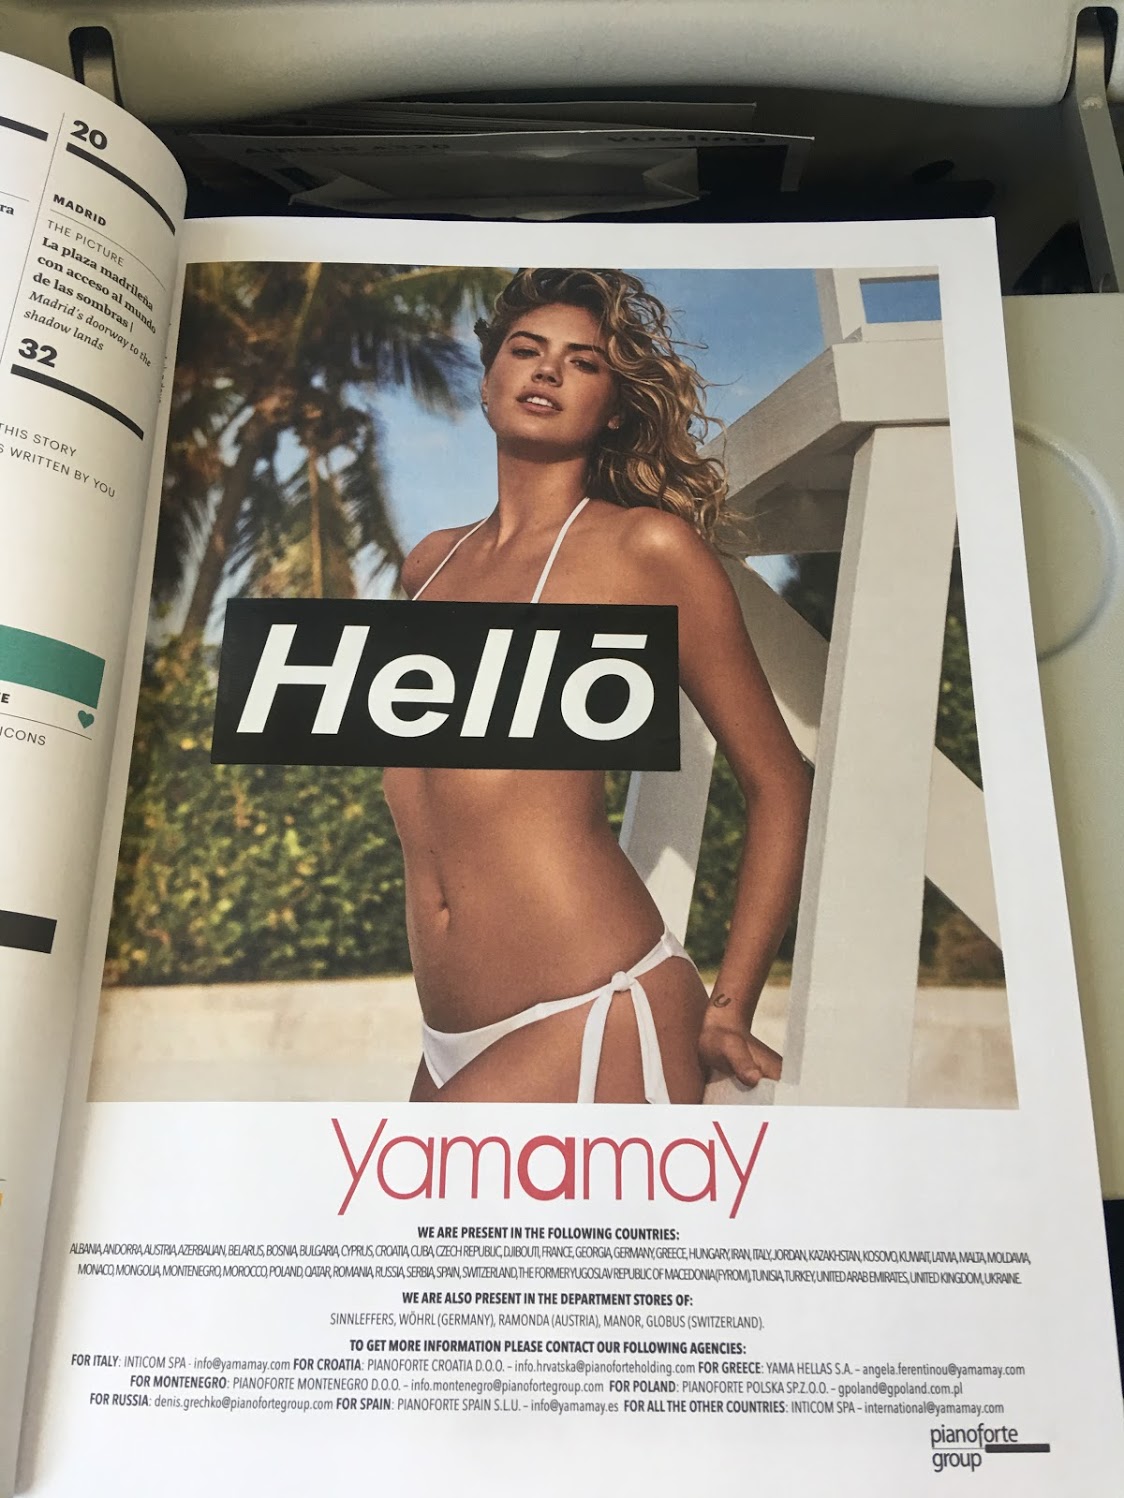 AIRBUS A320
vueling
20
MADRID
THE PICTURE
La plaza madrileña
con acceso al mundo
de las sombras |
Madrid's doorway to the
shadow lands
32
THIS STORY
WRITTEN BY YOU
ICONS
Hellō
yamamay
WE ARE PRESENT IN THE FOLLOWING COUNTRIES:
ALBANIA, ANDORRA, AUSTRIA, AZERBAIJAN, BELARUS, BOSNIA, BULGARIA, CYPRUS, CROATIA, CUBA, CZECH REPUBLIC, DJIBOUTI, FRANCE, GEORGIA, GERMANY, GREECE, HUNGARY, IRAN, ITALY, JORDAN, KAZAKHSTAN, KOSOVO, KUWAIT, LATVIA, MALTA, MOLDAVIA,
MONACO, MONGOLIA, MONTENEGRO, MOROCCO, POLAND, QATAR, ROMANIA, RUSSIA, SERBIA, SPAIN, SWITZERLAND, THE FORMER YUGOSLAV REPUBLIC OF MACEDONIA (FYROM), TUNISIA, TURKEY, UNITED ARAB EMIRATES, UNITED KINGDOM, UKRAINE.
WE ARE ALSO PRESENT IN THE DEPARTMENT STORES OF:
SINNLEFFERS, WÖHRL (GERMANY), RAMONDA (AUSTRIA), MANOR, GLOBUS (SWITZERLAND).
TO GET MORE INFORMATION PLEASE CONTACT OUR FOLLOWING AGENCIES:
FOR ITALY: INTICOM SPA - info@yamamay.com FOR CROATIA: PIANOFORTE CROATIA D.O.O. – info.hrvatska@pianoforteholding.com FOR GREECE: YAMA HELLAS S.A. – angela.ferentinou@yamamay.com
FOR MONTENEGRO: PIANOFORTE MONTENEGRO D.O.O. – info.montenegro@pianofortegroup.com FOR POLAND: PIANOFORTE POLSKA SP.Z.O.O. – gpoland@gpoland.com.pl
FOR RUSSIA: denis.grechko@pianofortegroup.com FOR SPAIN: PIANOFORTE SPAIN S.L.U. – info@yamamay.es FOR ALL THE OTHER COUNTRIES: INTICOM SPA – international@yamamay.com
pianoforte
group